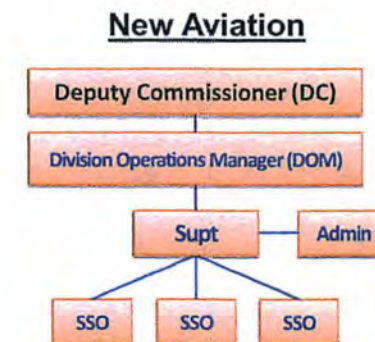 New Aviation
Deputy Commissioner (DC)
Division Operations Manager (DOM)
Supt
Admin
SSO
SSO
SSO